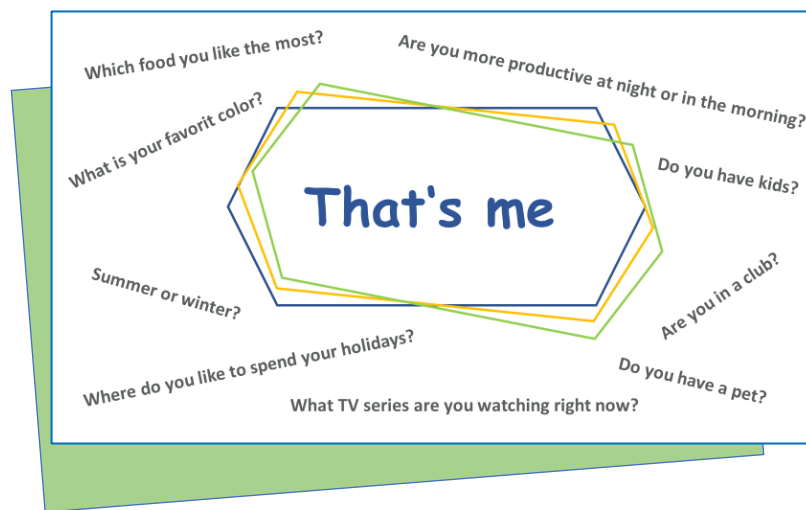 Which food you like the most?
Are you more productive at night or in the morning?
What is your favorit color?
Do you have kids?
That's me
Summer or winter?
Are you in a club?
Where do you like to spend your holidays?
Do you have a pet?
What TV series are you watching right now?